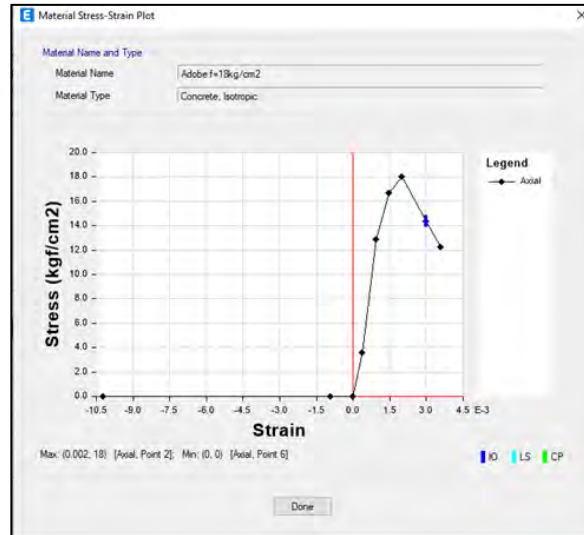 E Material Stress-Strain Plot
Material Name and Type
Material Name Adobe f=18kg/cm2
Material Type Concrete, Isotropic
20.0
18.0
16.0
14.0
12.0
10.0
8.0
6.0
4.0
2.0
0.0
Stress (kgf/cm2)
-10.5 -9.0 -7.5 -6.0 -4.5 -3.0 -1.5 0.0 1.5 3.0 4.5 E-3
Strain
Legend
Axial
Max: (0.002, 18) [Axial, Point 2]; Min: (0, 0) [Axial, Point 6]
IO LS CP
Done